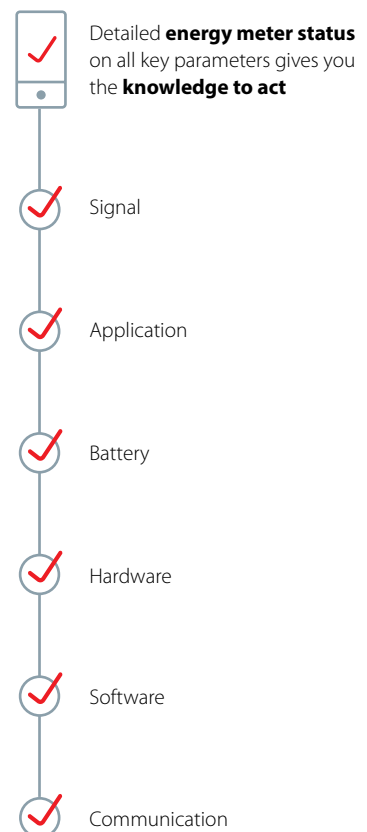 Detailed energy meter status
on all key parameters gives you
the knowledge to act
Signal
Application
Battery
Hardware
Software
Communication